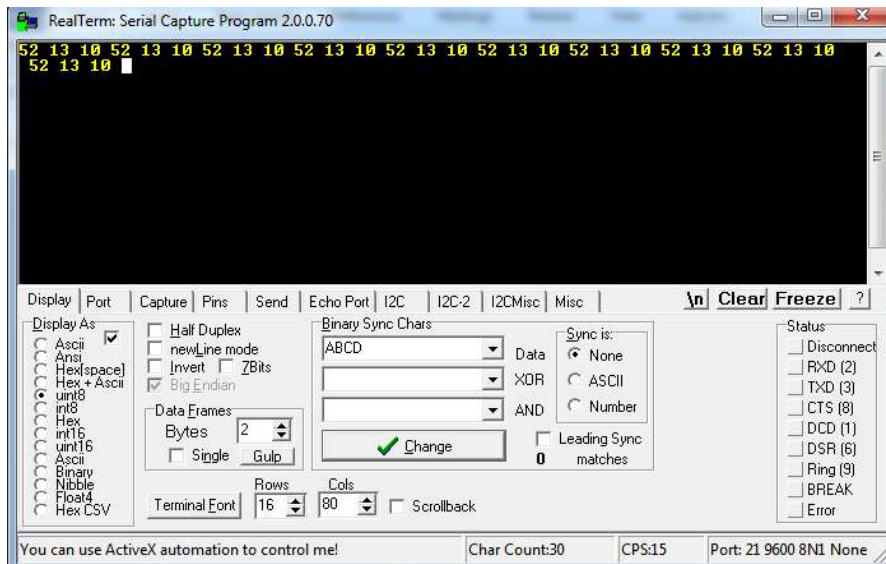 RealTerm: Serial Capture Program 2.0.0.70
52 13 10 52 13 10 52 13 10 52 13 10 52 13 10 52 13 10 52 13 10 52 13 10 52 13 10
52 13 10
Display Port Capture Pins Send Echo Port I2C I2C-2 I2CMisc Misc \n Clear Freeze ?
Display As
Ascii
Ansi
Hex[space]
Hex + Ascii
uint8
int8
Hex
int16
uint16
Ascii
Binary
Nibble
Float4
Hex CSV
Half Duplex
newLine mode
Invert 7Bits
Big Endian
Data Frames
Bytes 2
Single Gulp
Binary Sync Chars
ABCD Data
XOR
AND
Change
Sync is:
None
ASCII
Number
Leading Sync
0 matches
Terminal Font
Rows
16
Cols
80
Scrollback
Status
Disconnect
RXD (2)
TXD (3)
CTS (8)
DCD (1)
DSR (6)
Ring (9)
BREAK
Error
You can use ActiveX automation to control me! Char Count:30 CPS:15 Port: 21 9600 8N1 None